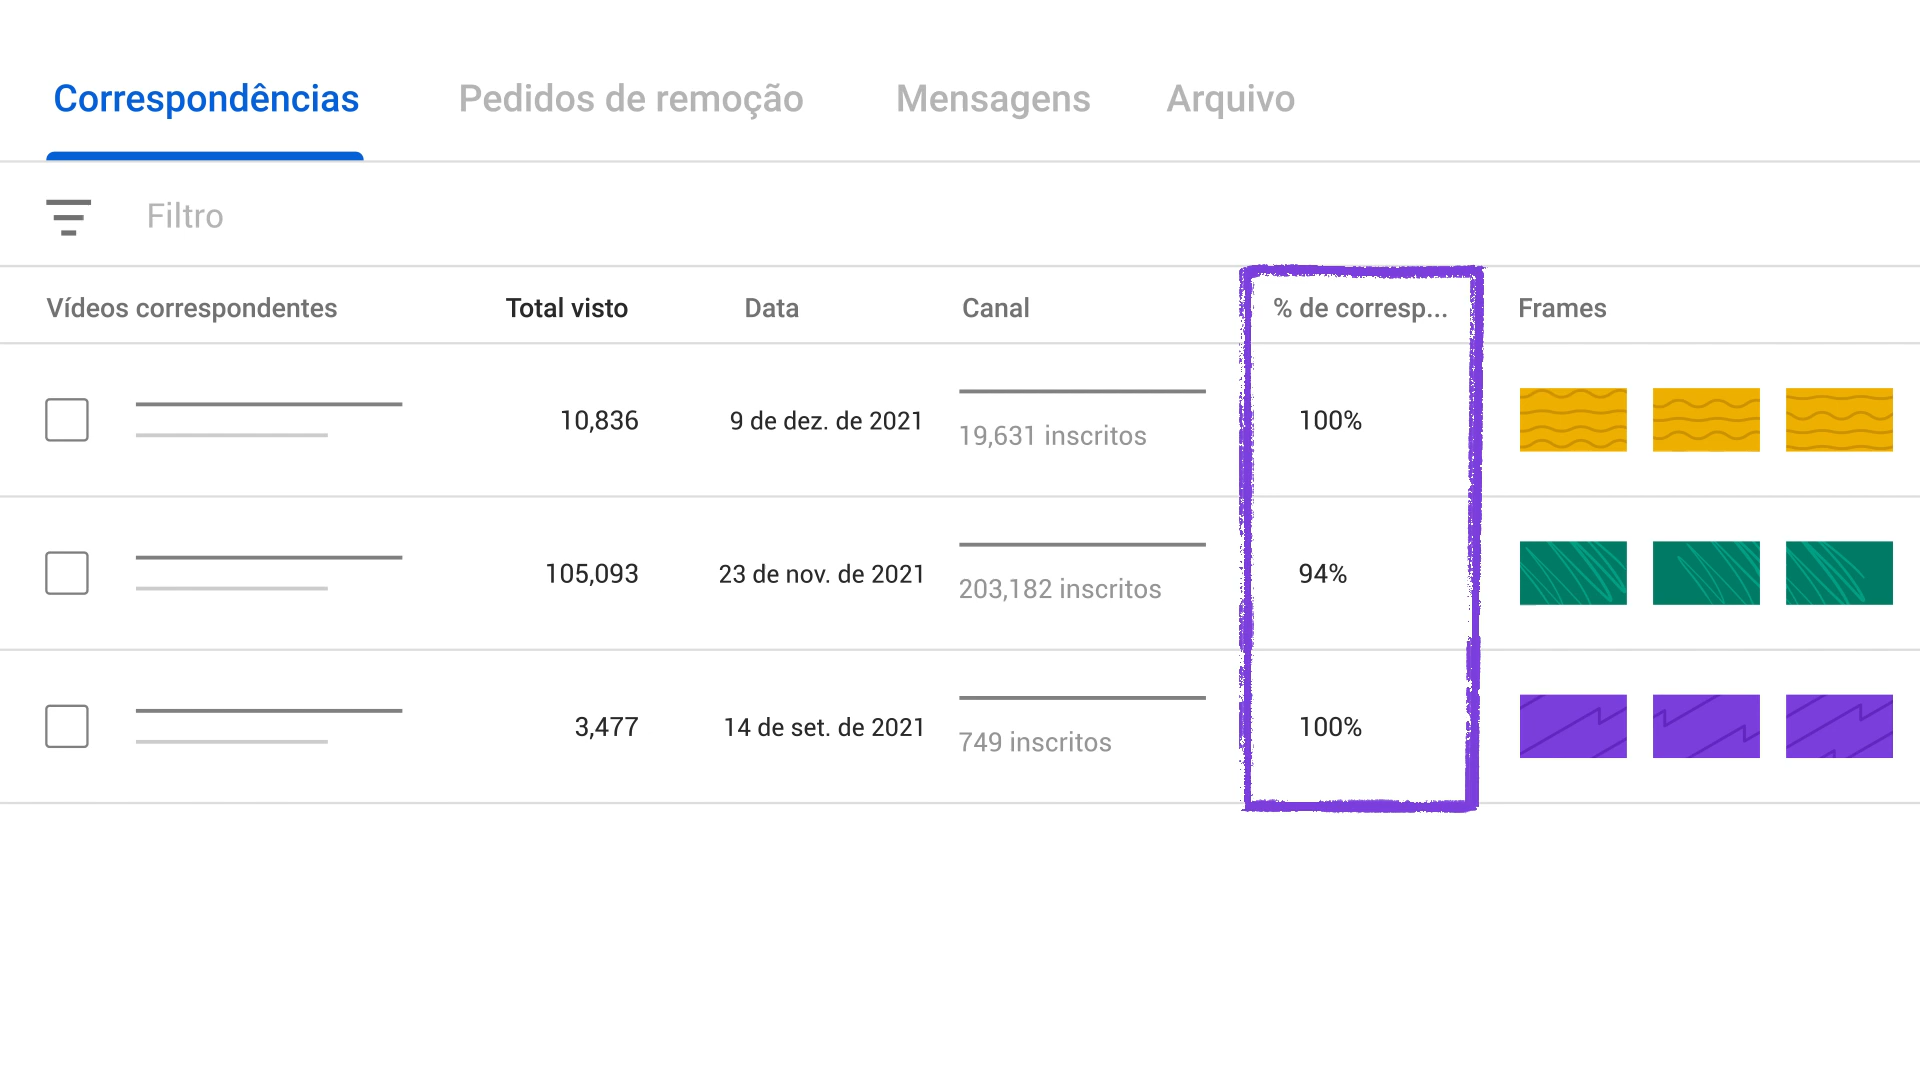 Correspondências Pedidos de remoção Mensagens Arquivo
Filtro
Vídeos correspondentes Total visto Data Canal % de corresp... Frames
10,836 9 de dez. de 2021 19,631 inscritos 100%
105,093 23 de nov. de 2021 203,182 inscritos 94%
3,477 14 de set. de 2021 749 inscritos 100%